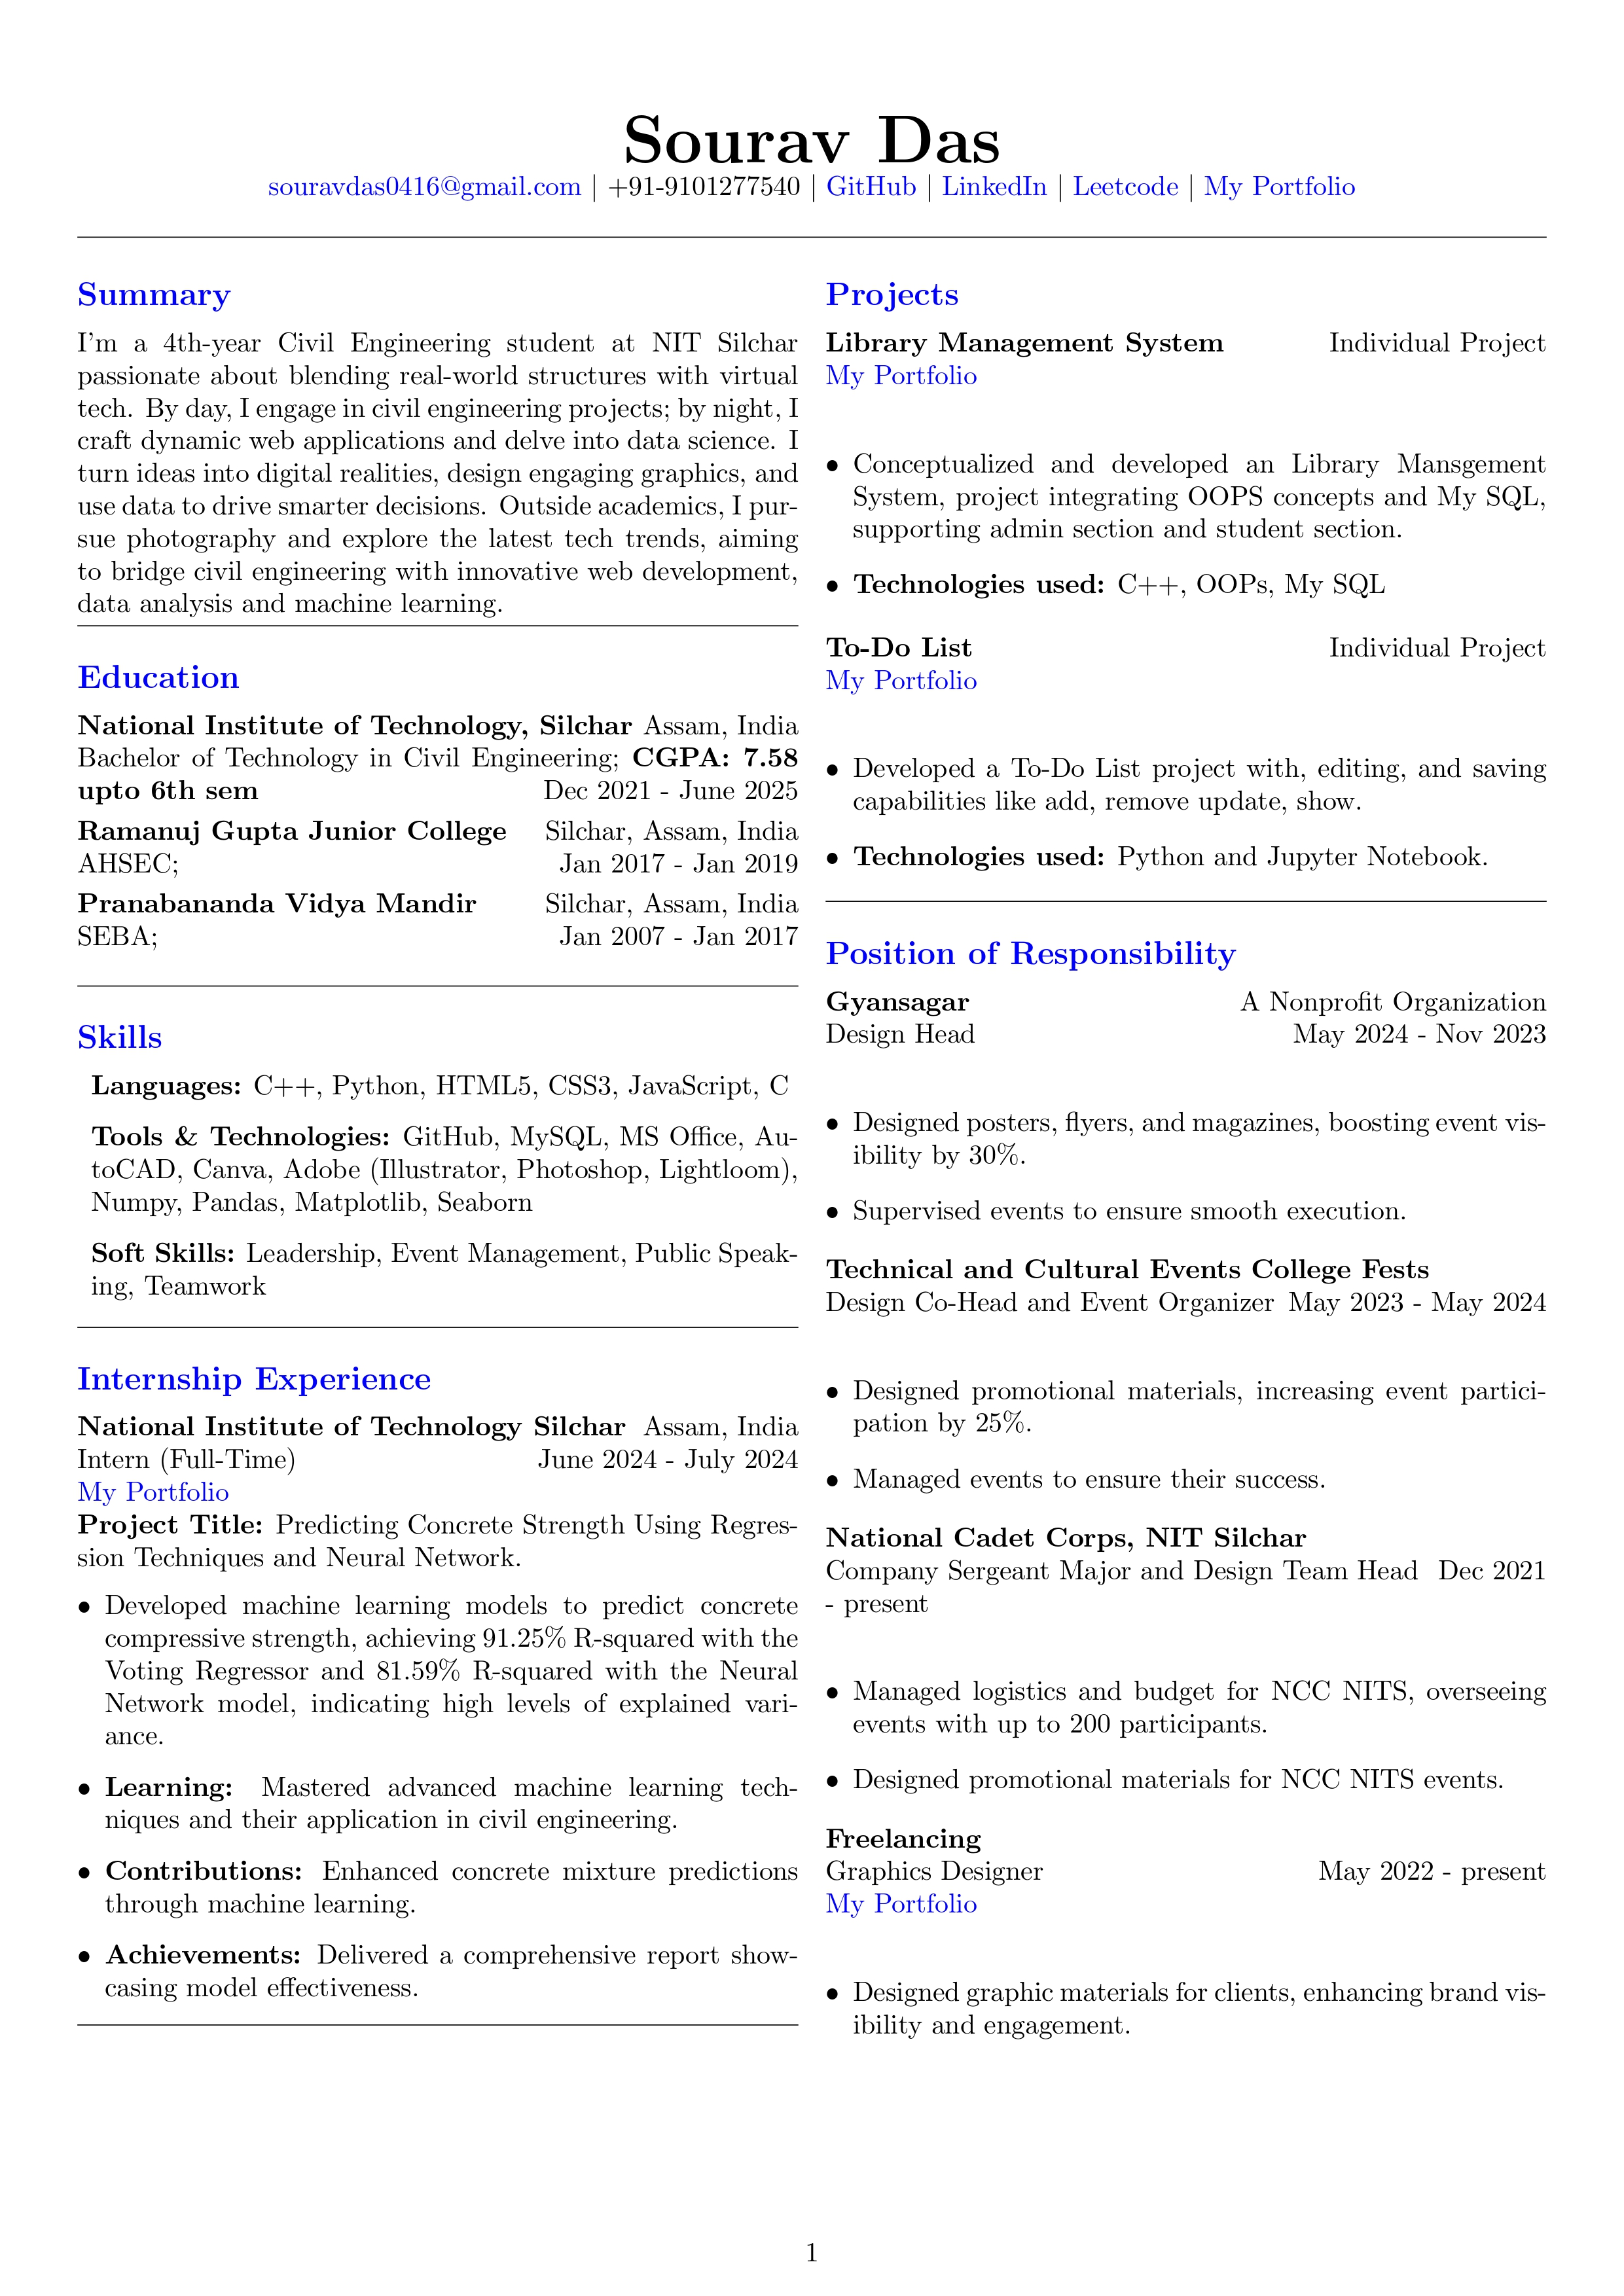 Sourav Das
souravdas0416@gmail.com | +91-9101277540 | GitHub | LinkedIn | Leetcode | My Portfolio
Summary
I'm a 4th-year Civil Engineering student at NIT Silchar
passionate about blending real-world structures with virtual
tech. By day, I engage in civil engineering projects; by night, I
craft dynamic web applications and delve into data science. I
turn ideas into digital realities, design engaging graphics, and
use data to drive smarter decisions. Outside academics, I pur-
sue photography and explore the latest tech trends, aiming
to bridge civil engineering with innovative web development,
data analysis and machine learning.
Education
National Institute of Technology, Silchar Assam, India
Bachelor of Technology in Civil Engineering; CGPA: 7.58
upto 6th sem Dec 2021 - June 2025
Ramanuj Gupta Junior College Silchar, Assam, India
AHSEC; Jan 2017 - Jan 2019
Pranabananda Vidya Mandir Silchar, Assam, India
SEBA; Jan 2007 - Jan 2017
Skills
Languages: C++, Python, HTML5, CSS3, JavaScript, C
Tools & Technologies: GitHub, MySQL, MS Office, Au-
toCAD, Canva, Adobe (Illustrator, Photoshop, Lightloom),
Numpy, Pandas, Matplotlib, Seaborn
Soft Skills: Leadership, Event Management, Public Speak-
ing, Teamwork
Internship Experience
National Institute of Technology Silchar Assam, India
Intern (Full-Time) June 2024 - July 2024
My Portfolio
Project Title: Predicting Concrete Strength Using Regres-
sion Techniques and Neural Network.
• Developed machine learning models to predict concrete
compressive strength, achieving 91.25% R-squared with the
Voting Regressor and 81.59% R-squared with the Neural
Network model, indicating high levels of explained vari-
ance.
• Learning: Mastered advanced machine learning tech-
niques and their application in civil engineering.
• Contributions: Enhanced concrete mixture predictions
through machine learning.
• Achievements: Delivered a comprehensive report show-
casing model effectiveness.
Projects
Library Management System Individual Project
My Portfolio
• Conceptualized and developed an Library Mansgement
System, project integrating OOPS concepts and My SQL,
supporting admin section and student section.
• Technologies used: C++, OOPs, My SQL
To-Do List Individual Project
My Portfolio
• Developed a To-Do List project with, editing, and saving
capabilities like add, remove update, show.
• Technologies used: Python and Jupyter Notebook.
Position of Responsibility
Gyansagar A Nonprofit Organization
Design Head May 2024 - Nov 2023
• Designed posters, flyers, and magazines, boosting event vis-
ibility by 30%.
• Supervised events to ensure smooth execution.
Technical and Cultural Events College Fests
Design Co-Head and Event Organizer May 2023 - May 2024
• Designed promotional materials, increasing event partici-
pation by 25%.
• Managed events to ensure their success.
National Cadet Corps, NIT Silchar
Company Sergeant Major and Design Team Head Dec 2021
- present
• Managed logistics and budget for NCC NITS, overseeing
events with up to 200 participants.
• Designed promotional materials for NCC NITS events.
Freelancing
Graphics Designer May 2022 - present
My Portfolio
• Designed graphic materials for clients, enhancing brand vis-
ibility and engagement.
1